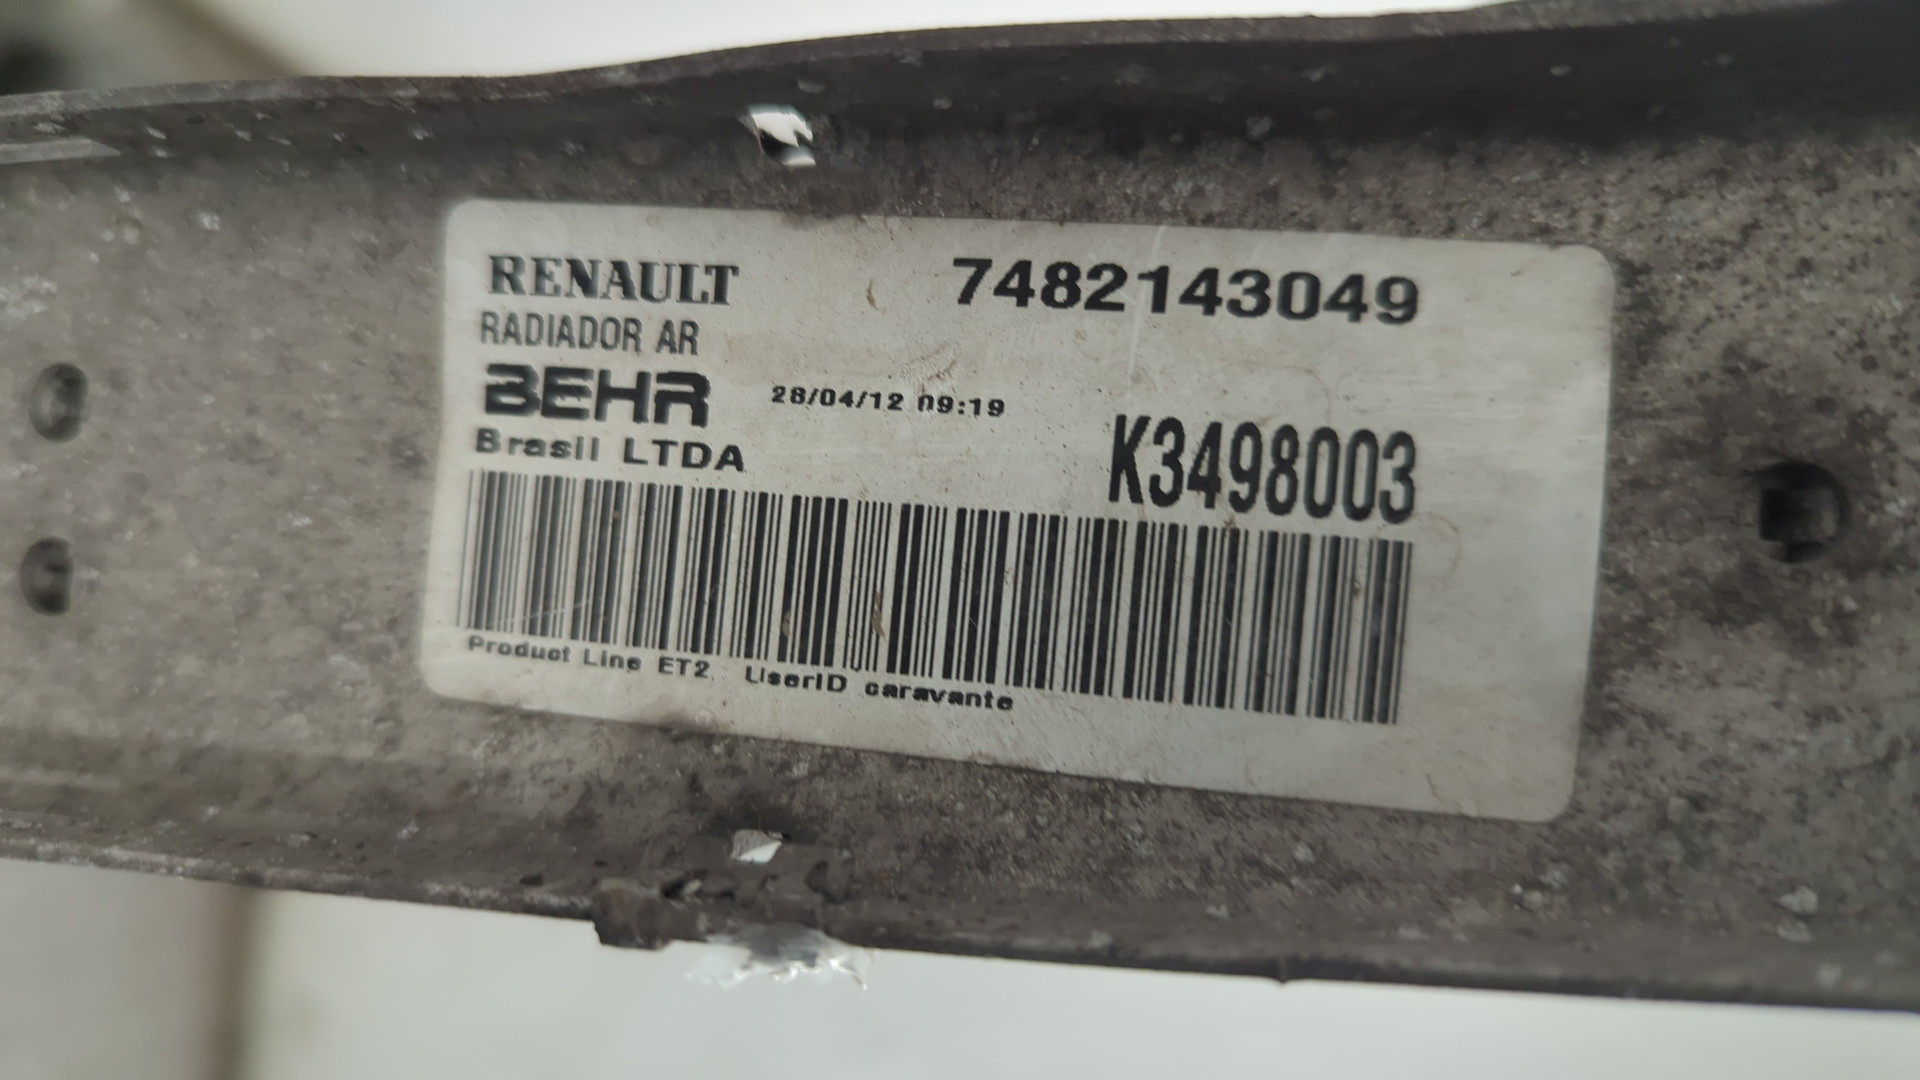 RENAULT 7482143049
RADIADOR AR
BEHR 28/04/12 09:19
Brasil LTDA K3498003
Product Line ET2 UserID caravante